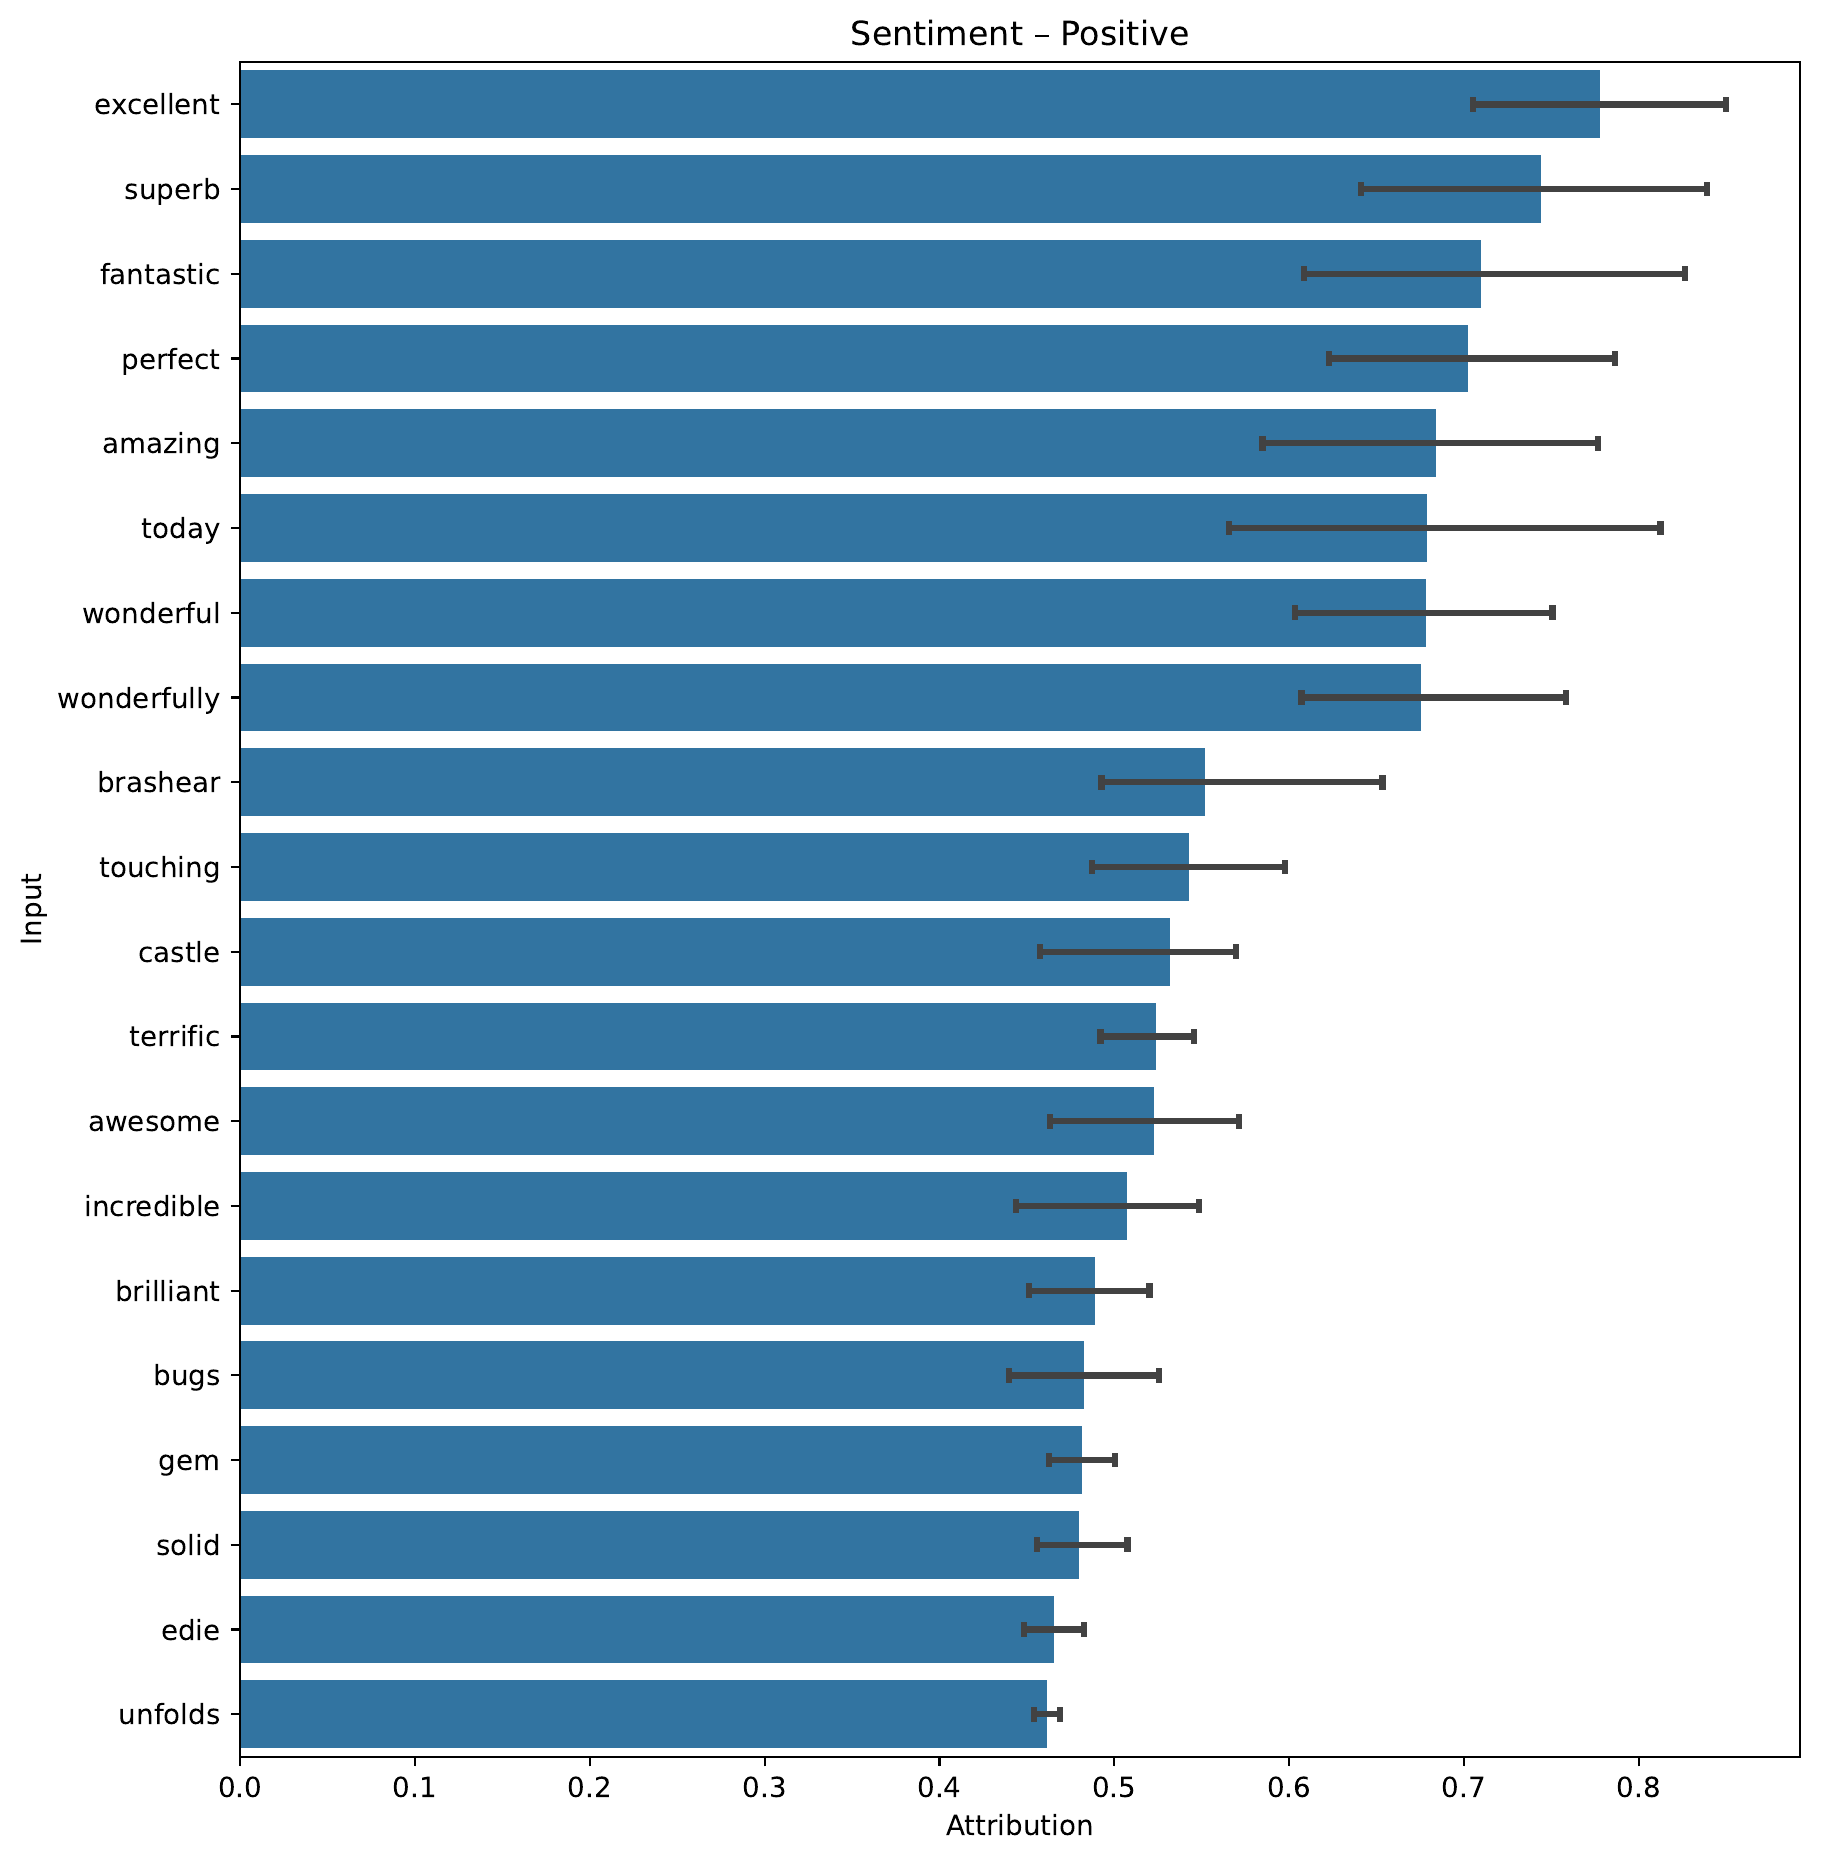 Sentiment – Positive
excellent
superb
fantastic
perfect
amazing
today
wonderful
wonderfully
brashear
touching
castle
terrific
awesome
incredible
brilliant
bugs
gem
solid
edie
unfolds
Input
0.0 0.1 0.2 0.3 0.4 0.5 0.6 0.7 0.8
Attribution